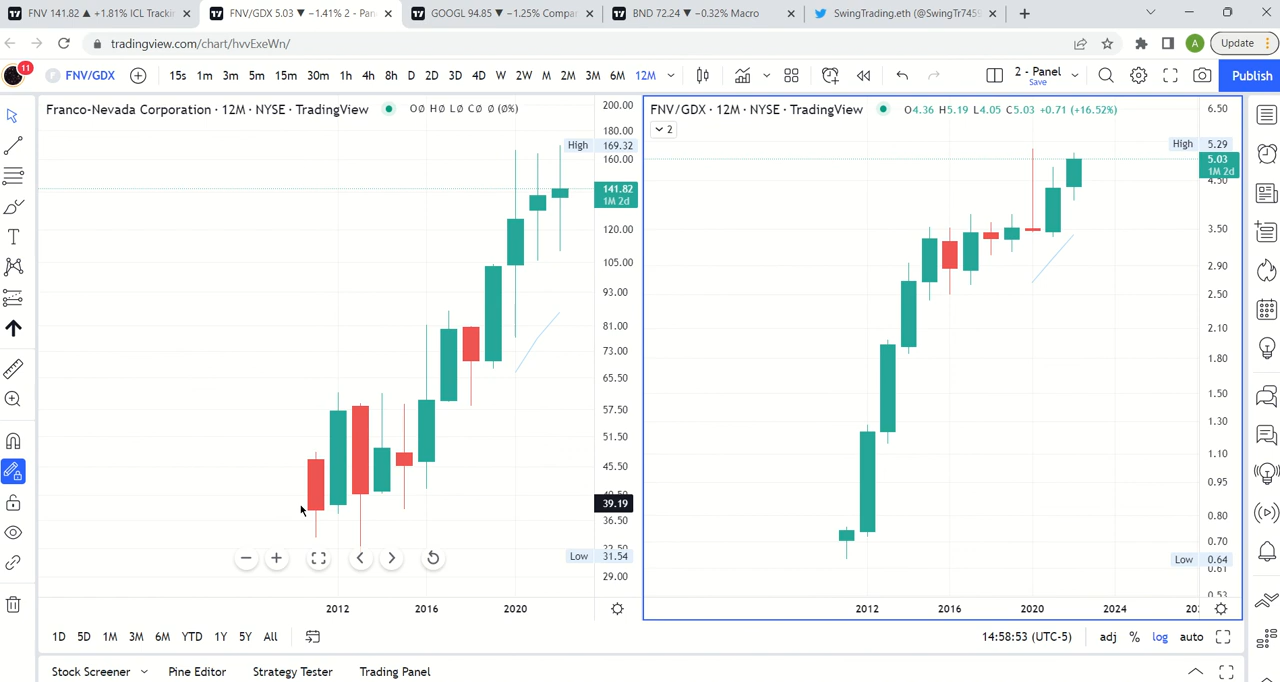 FNV 141.82 ▲ +1.81% ICL Tracki
FNV/GDX 5.03 ▼ −1.41% 2 - Pan
GOOGL 94.85 ▼ −1.25% Compa
BND 72.24 ▼ −0.32% Macro
SwingTrading.eth (@SwingTr745
tradingview.com/chart/hvvExeWn/
A
Update
11
FNV/GDX
15s 1m 3m 5m 15m 30m 1h 4h 8h D 2D 3D 4D W 2W M 2M 3M 6M 12M
2 - Panel
Save
Publish
Franco-Nevada Corporation · 12M · NYSE · TradingView
O∅ H∅ L∅ C∅ ∅ (0%)
200.00
180.00
High 169.32
160.00
141.82
1M 2d
120.00
105.00
93.00
81.00
73.00
65.50
57.50
51.50
45.50
39.19
36.50
Low 31.54
29.00
2012 2016 2020
FNV/GDX · 12M · NYSE · TradingView
O4.36 H5.19 L4.05 C5.03 +0.71 (+16.52%)
2
6.50
High 5.29
5.03
1M 2d
4.50
3.50
2.90
2.50
2.10
1.80
1.50
1.30
1.10
0.95
0.80
0.70
Low 0.64
0.61
0.53
2012 2016 2020 2024
1D 5D 1M 3M 6M YTD 1Y 5Y All
14:58:53 (UTC-5)
adj % log auto
Stock Screener
Pine Editor
Strategy Tester
Trading Panel